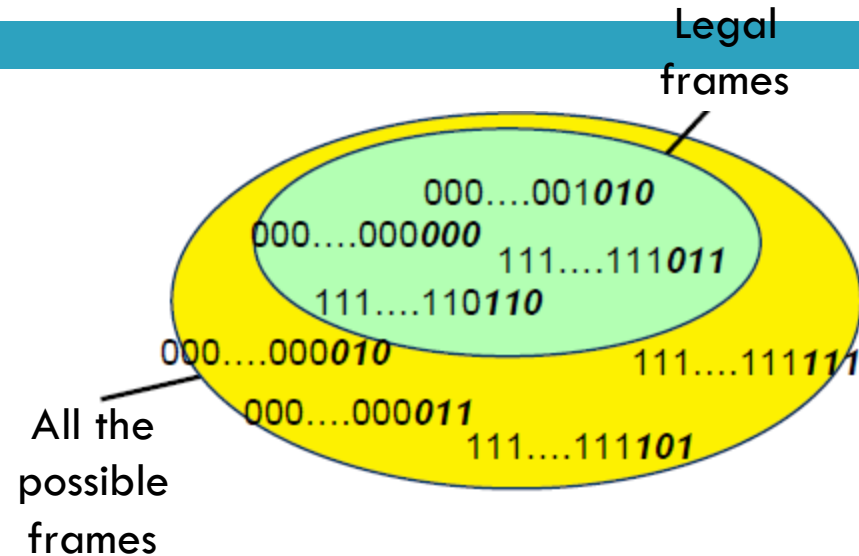 Legal
frames
000....001010
000....000000
111....111011
111....110110
000....000010
111....111111
000....000011
111....111101
All the
possible
frames